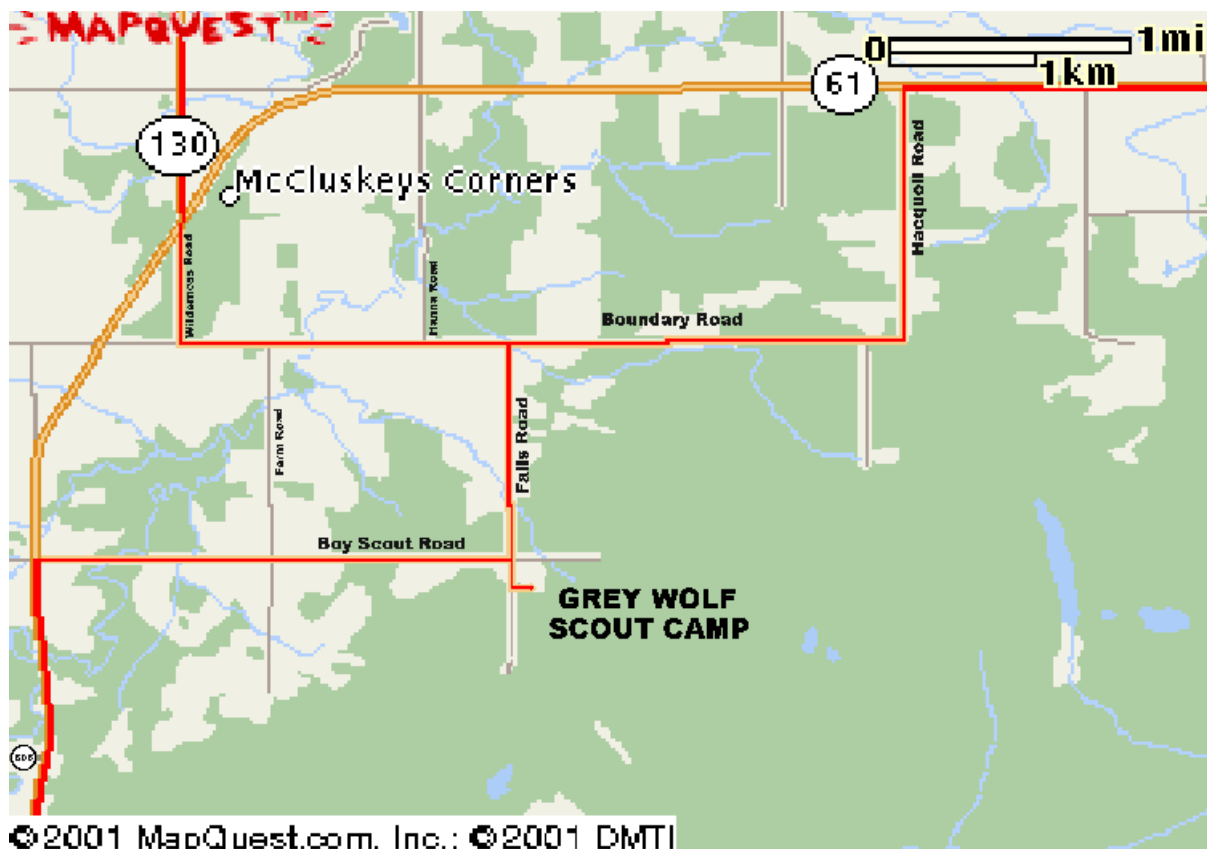 MAPQUEST™
0 1mi
1km
61
130
McCluskeys Corners
Hacquoil Road
Wilderness Road
Hanna Road
Boundary Road
Farm Road
Falls Road
Boy Scout Road
GREY WOLF
SCOUT CAMP
©2001 MapQuest.com, Inc.; ©2001 DMTI